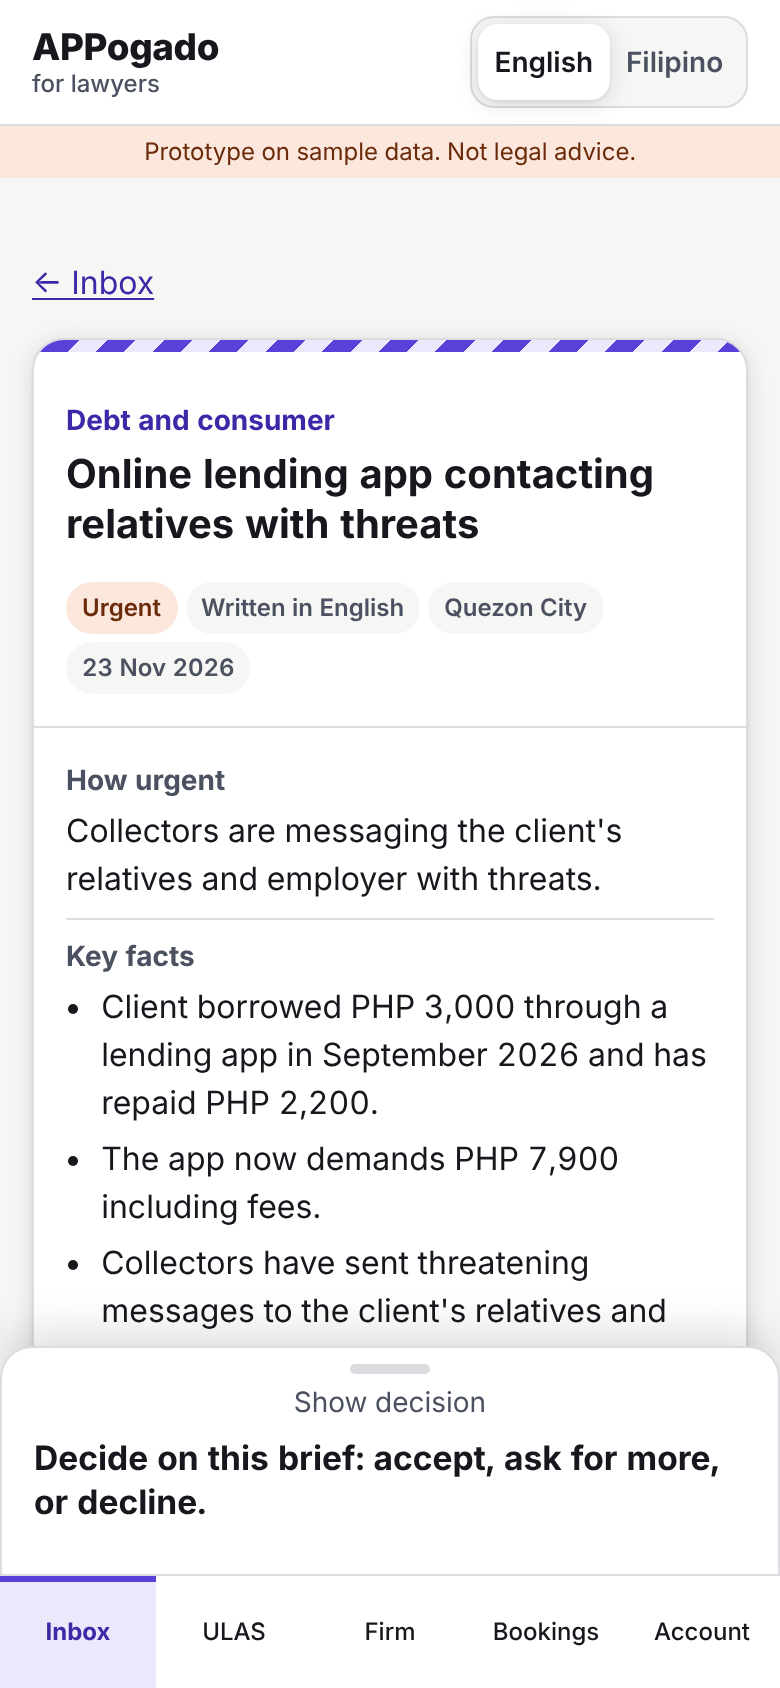 APPogado
for lawyers
English Filipino
Prototype on sample data. Not legal advice.
← Inbox
Debt and consumer
Online lending app contacting
relatives with threats
Urgent Written in English Quezon City
23 Nov 2026
How urgent
Collectors are messaging the client's
relatives and employer with threats.
Key facts
• Client borrowed PHP 3,000 through a
lending app in September 2026 and has
repaid PHP 2,200.
• The app now demands PHP 7,900
including fees.
• Collectors have sent threatening
messages to the client's relatives and
Show decision
Decide on this brief: accept, ask for more,
or decline.
Inbox ULAS Firm Bookings Account